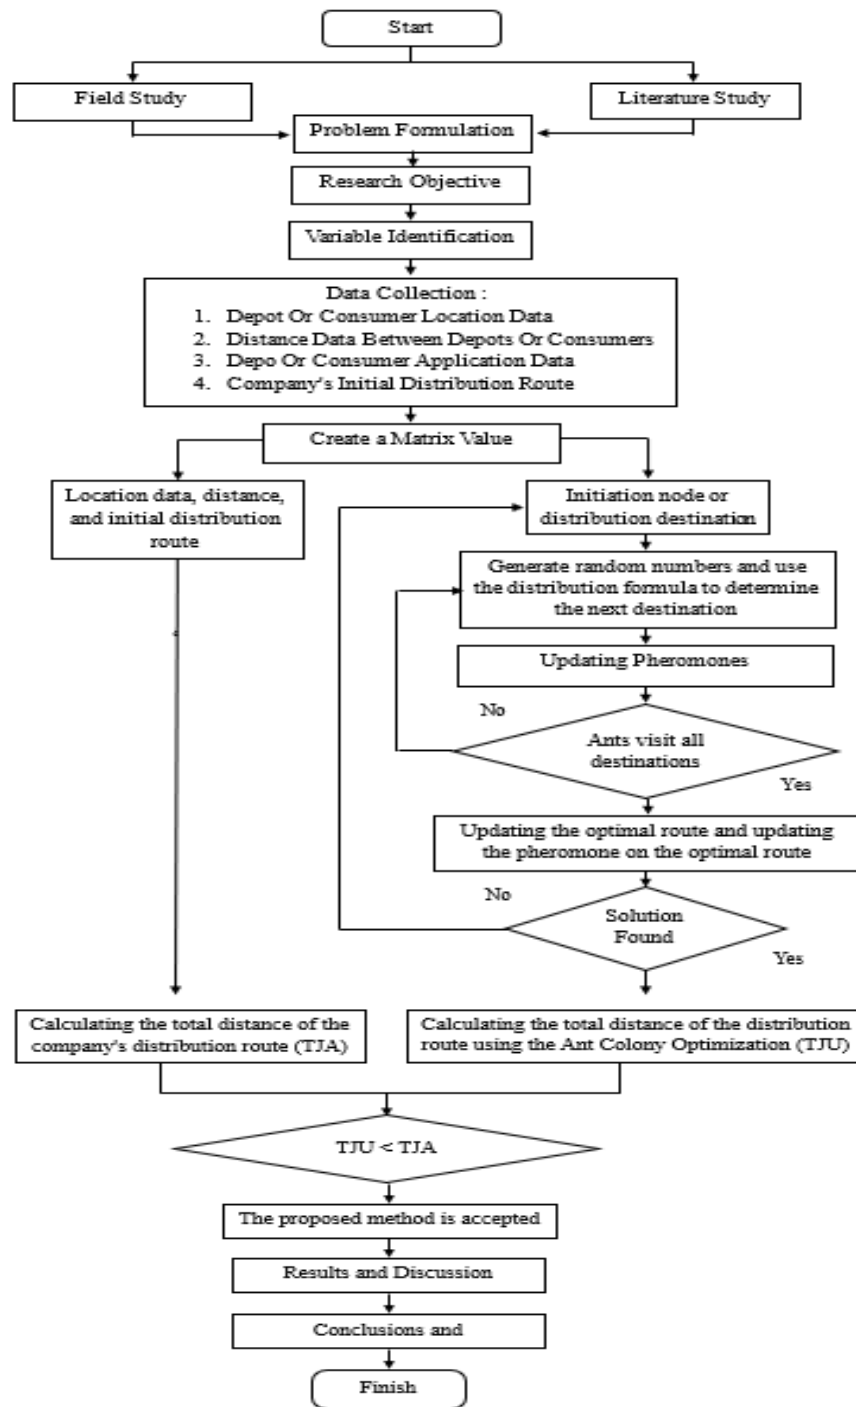 Start
Field Study
Literature Study
Problem Formulation
Research Objective
Variable Identification
Data Collection :
1. Depot Or Consumer Location Data
2. Distance Data Between Depots Or Consumers
3. Depo Or Consumer Application Data
4. Company's Initial Distribution Route
Create a Matrix Value
Location data, distance,
and initial distribution
route
Initiation node or
distribution destination
Generate random numbers and use
the distribution formula to determine
the next destination
Updating Pheromones
No
Ants visit all
destinations
Yes
Updating the optimal route and updating
the pheromone on the optimal route
No
Solution
Found
Yes
Calculating the total distance of the
company's distribution route (TJA)
Calculating the total distance of the distribution
route using the Ant Colony Optimization (TJU)
TJU < TJA
The proposed method is accepted
Results and Discussion
Conclusions and
Finish